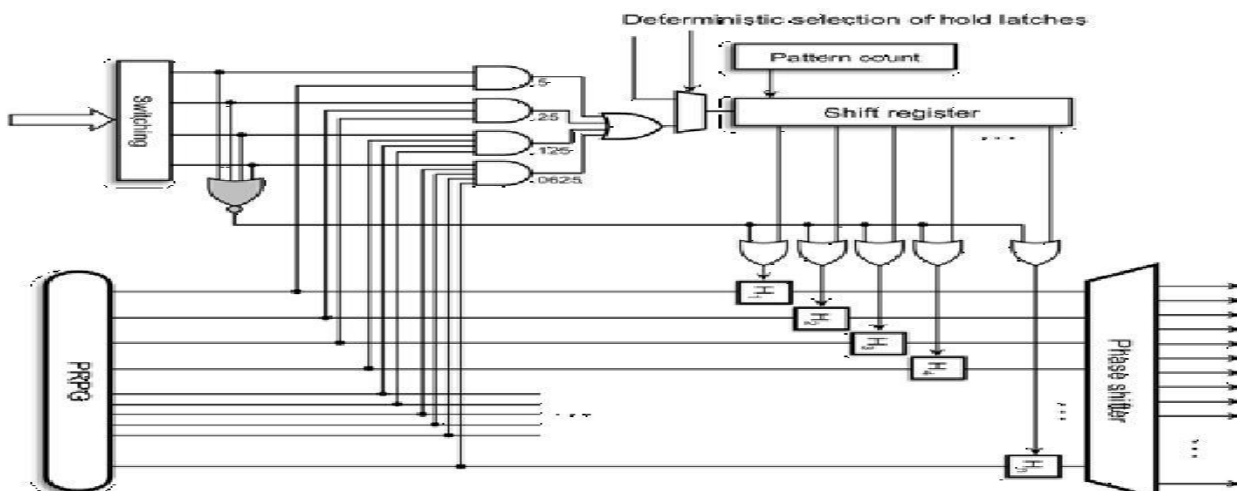 Deterministic selection of hold latches
Pattern count
Switching
.5
.25
.125
.0625
Shift register
H1
H2
H3
H4
Hn
PRPG
Phase shifter